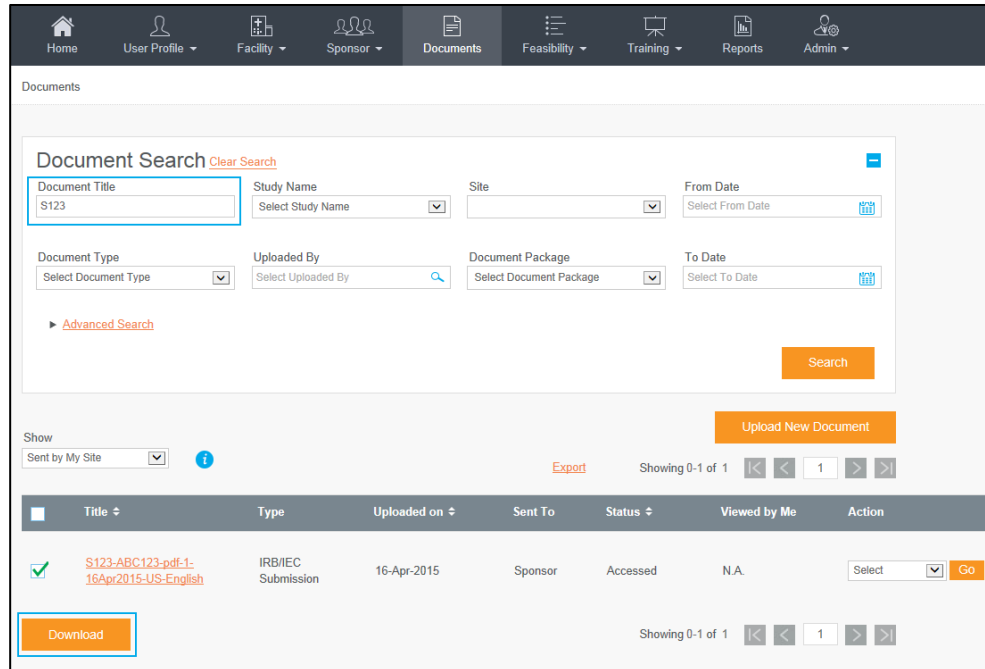 Home User Profile Facility Sponsor Documents Feasibility Training Reports Admin
Documents
Document Search Clear Search
Document Title Study Name Site From Date
S123 Select Study Name Select From Date
Document Type Uploaded By Document Package To Date
Select Document Type Select Uploaded By Select Document Package Select To Date
Advanced Search
Search
Upload New Document
Show
Sent by My Site i Export Showing 0-1 of 1 1
Title Type Uploaded on Sent To Status Viewed by Me Action
S123-ABC123-pdf-1- IRB/IEC
16Apr2015-US-English Submission 16-Apr-2015 Sponsor Accessed N.A. Select Go
Download Showing 0-1 of 1 1